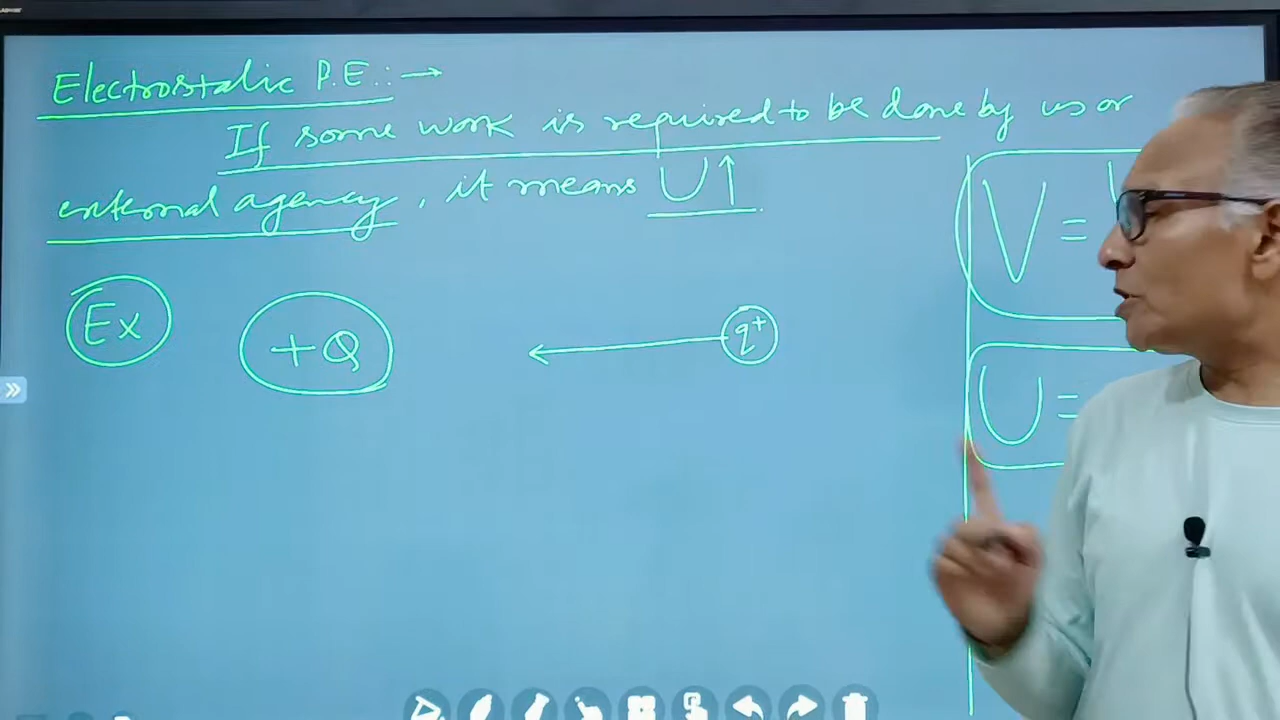 Electrostatic P.E.: →
If some work is required to be done by us or
external agency, it means U↑
Ex
+Q
q+
V =
U =